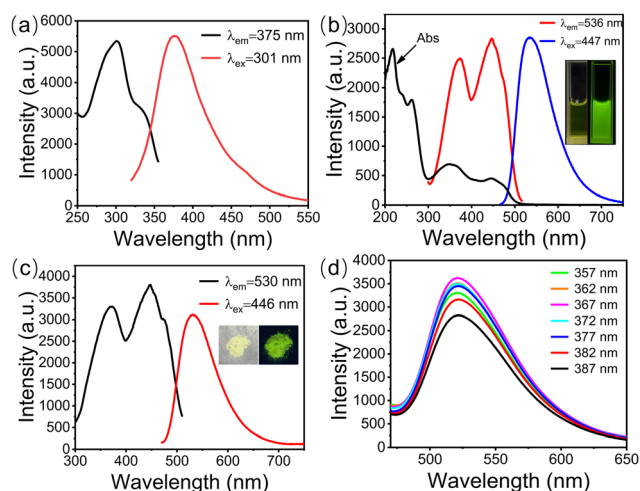 (a)
λem=375 nm
λex=301 nm
Intensity (a.u.)
6000
5000
4000
3000
2000
1000
0
250 300 350 400 450 500 550
Wavelength (nm)
(b)
Abs
λem=536 nm
λex=447 nm
Intensity (a.u.)
3000
2500
2000
1500
1000
500
0
200 300 400 500 600 700
Wavelength (nm)
(c)
λem=530 nm
λex=446 nm
Intensity (a.u.)
4000
3500
3000
2500
2000
1500
1000
500
0
300 400 500 600 700
Wavelength (nm)
(d)
357 nm
362 nm
367 nm
372 nm
377 nm
382 nm
387 nm
Intensity (a.u.)
4000
3500
3000
2500
2000
1500
1000
500
0
500 550 600 650
Wavelength (nm)